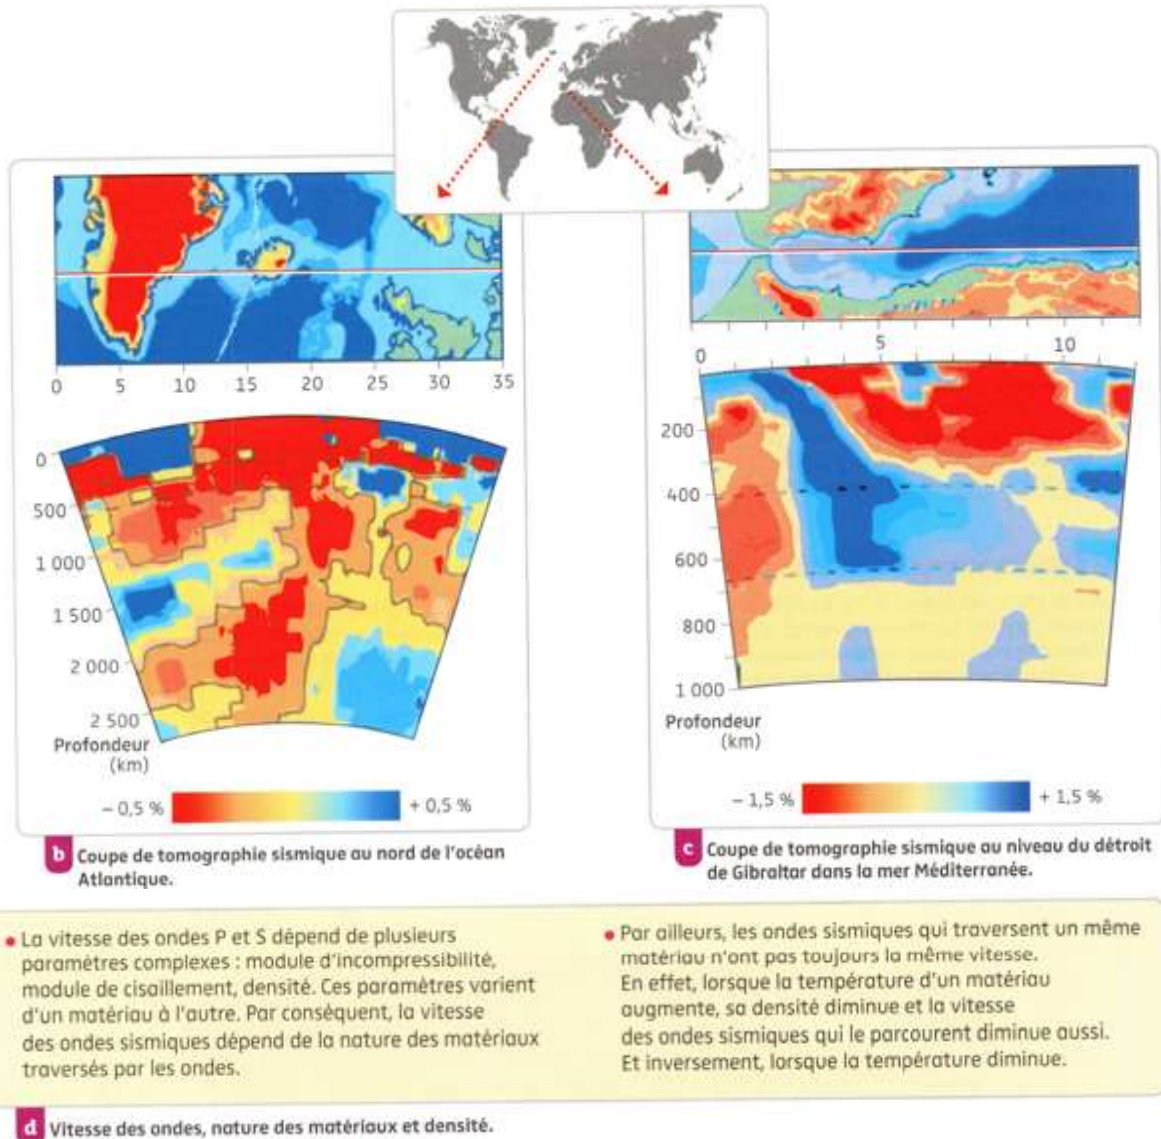 0 5 10 15 20 25 30 35
0
500
1 000
1 500
2 000
2 500
Profondeur
(km)
– 0,5 % + 0,5 %
b Coupe de tomographie sismique au nord de l'océan
Atlantique.
0 5 10
200
400
600
800
1 000
Profondeur
(km)
– 1,5 % + 1,5 %
c Coupe de tomographie sismique au niveau du détroit
de Gibraltar dans la mer Méditerranée.
• La vitesse des ondes P et S dépend de plusieurs
paramètres complexes : module d'incompressibilité,
module de cisaillement, densité. Ces paramètres varient
d'un matériau à l'autre. Par conséquent, la vitesse
des ondes sismiques dépend de la nature des matériaux
traversés par les ondes.
• Par ailleurs, les ondes sismiques qui traversent un même
matériau n'ont pas toujours la même vitesse.
En effet, lorsque la température d'un matériau
augmente, sa densité diminue et la vitesse
des ondes sismiques qui le parcourent diminue aussi.
Et inversement, lorsque la température diminue.
d Vitesse des ondes, nature des matériaux et densité.